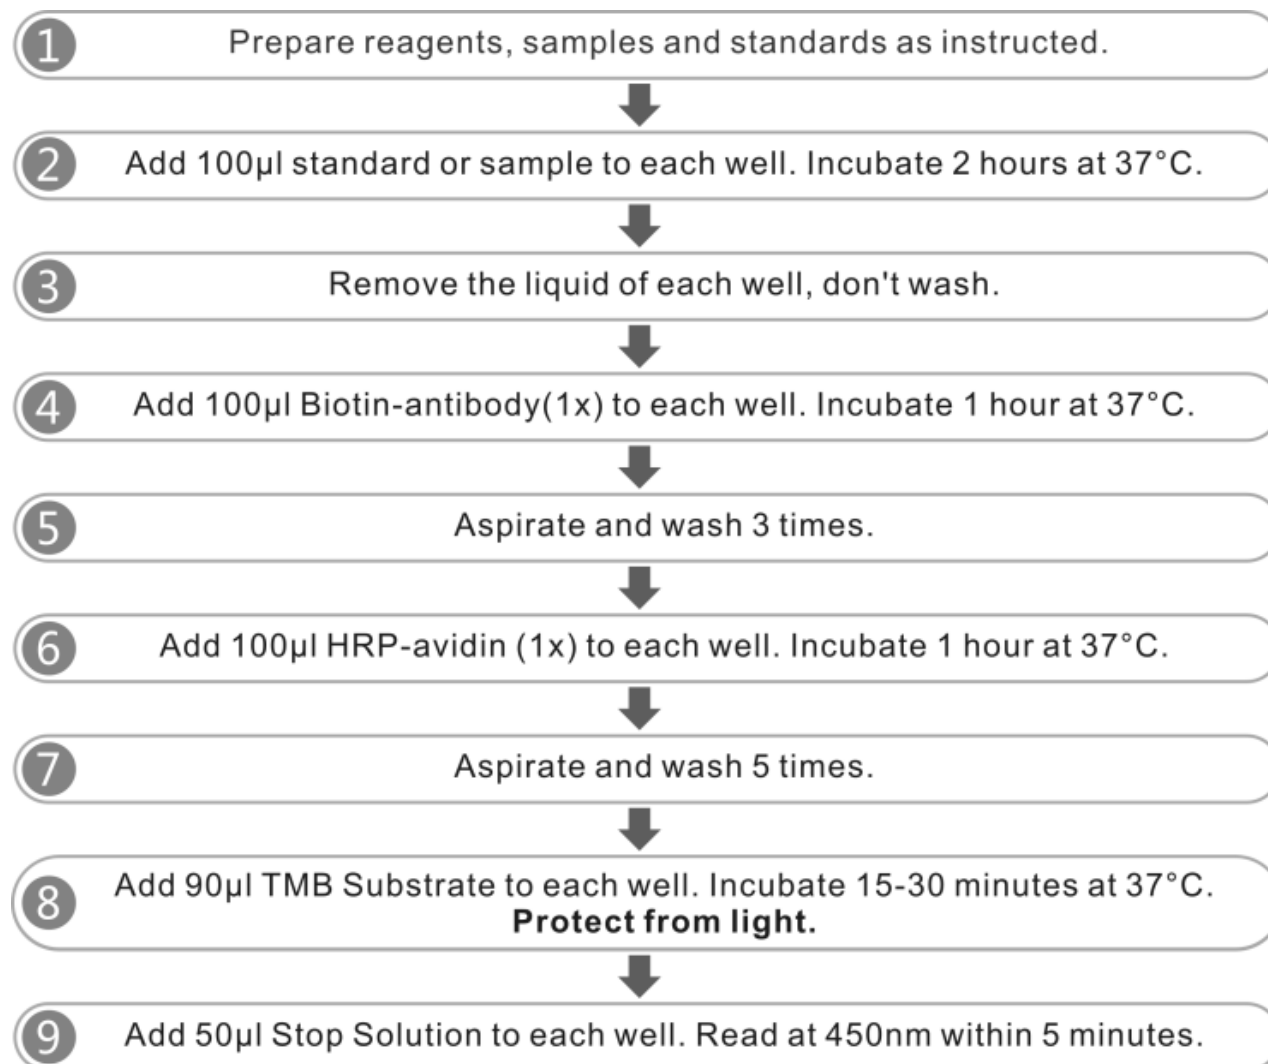 1 Prepare reagents, samples and standards as instructed.
2 Add 100µl standard or sample to each well. Incubate 2 hours at 37°C.
3 Remove the liquid of each well, don't wash.
4 Add 100µl Biotin-antibody(1x) to each well. Incubate 1 hour at 37°C.
5 Aspirate and wash 3 times.
6 Add 100µl HRP-avidin (1x) to each well. Incubate 1 hour at 37°C.
7 Aspirate and wash 5 times.
8 Add 90µl TMB Substrate to each well. Incubate 15-30 minutes at 37°C.
Protect from light.
9 Add 50µl Stop Solution to each well. Read at 450nm within 5 minutes.